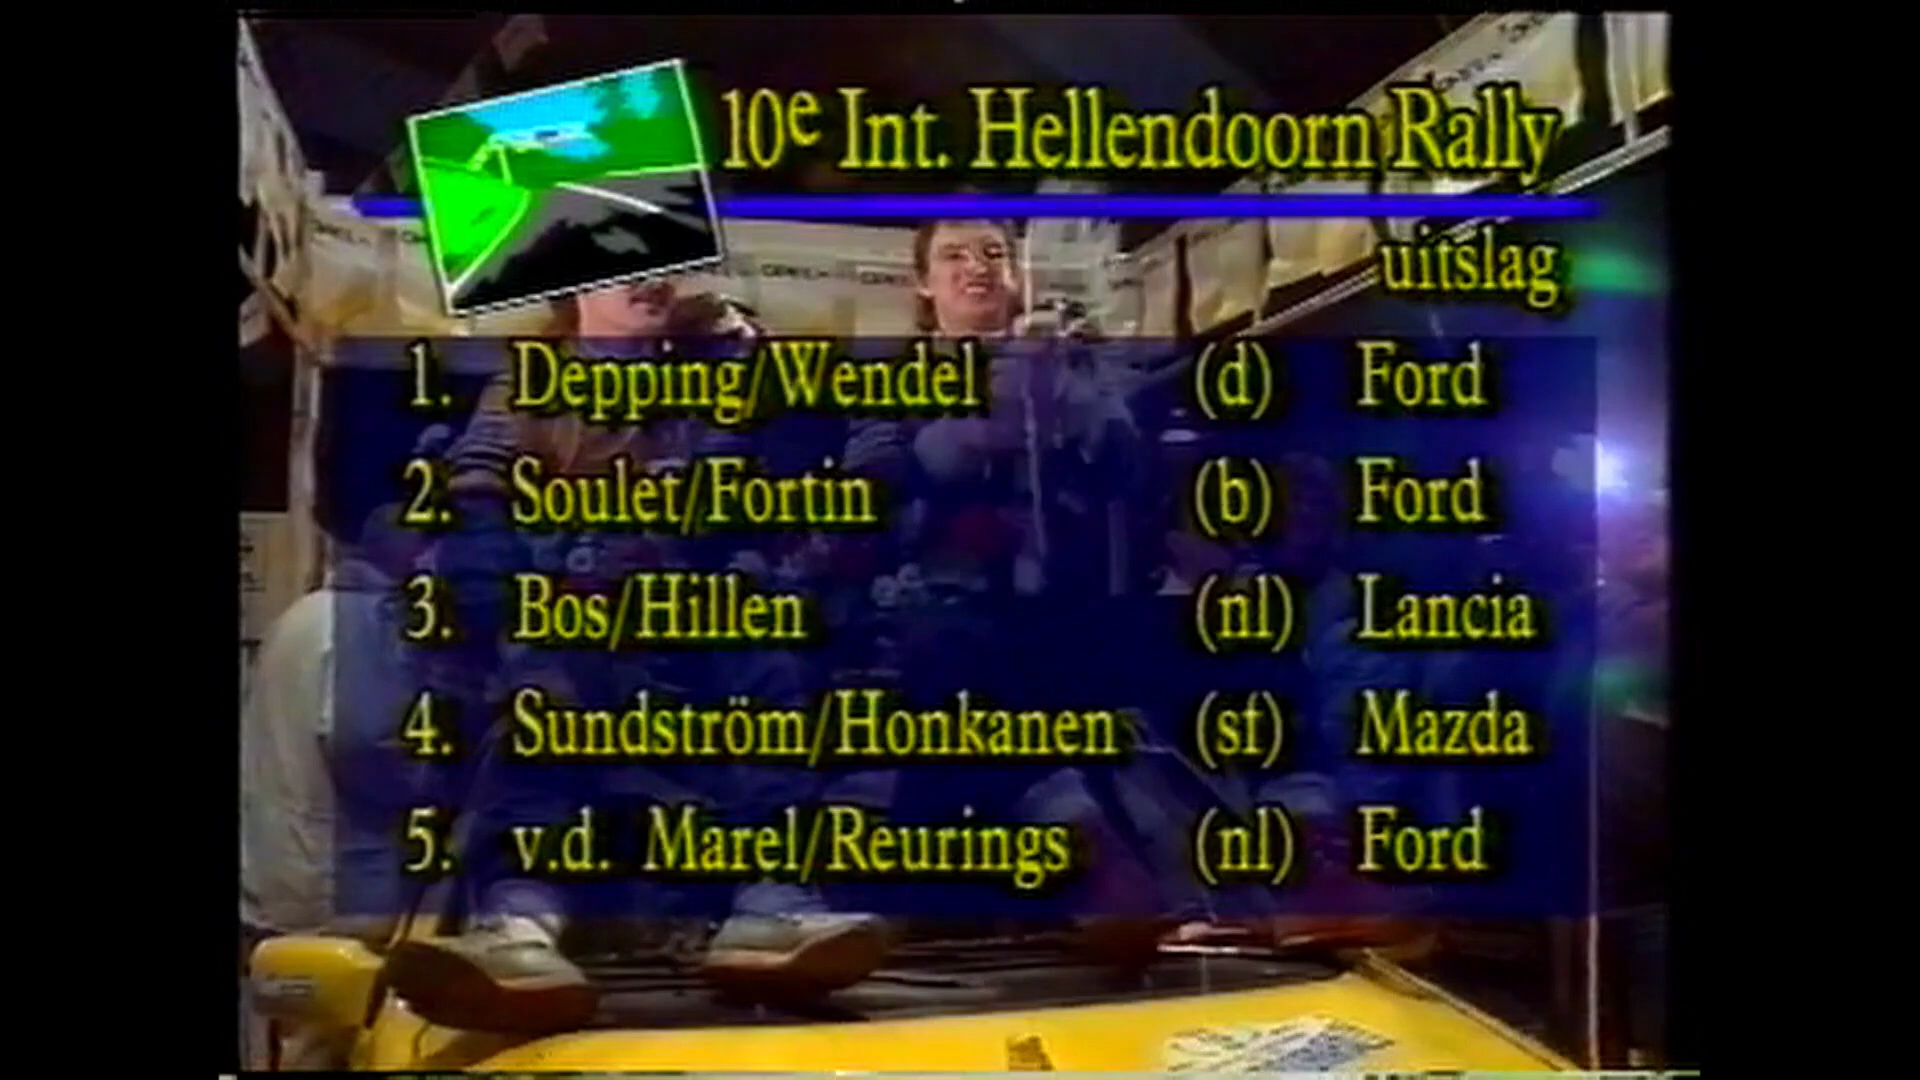 10e Int. Hellendoorn Rally
uitslag
1. Depping/Wendel (d) Ford
2. Soulet/Fortin (b) Ford
3. Bos/Hillen (nl) Lancia
4. Sundström/Honkanen (sf) Mazda
5. v.d. Marel/Reurings (nl) Ford